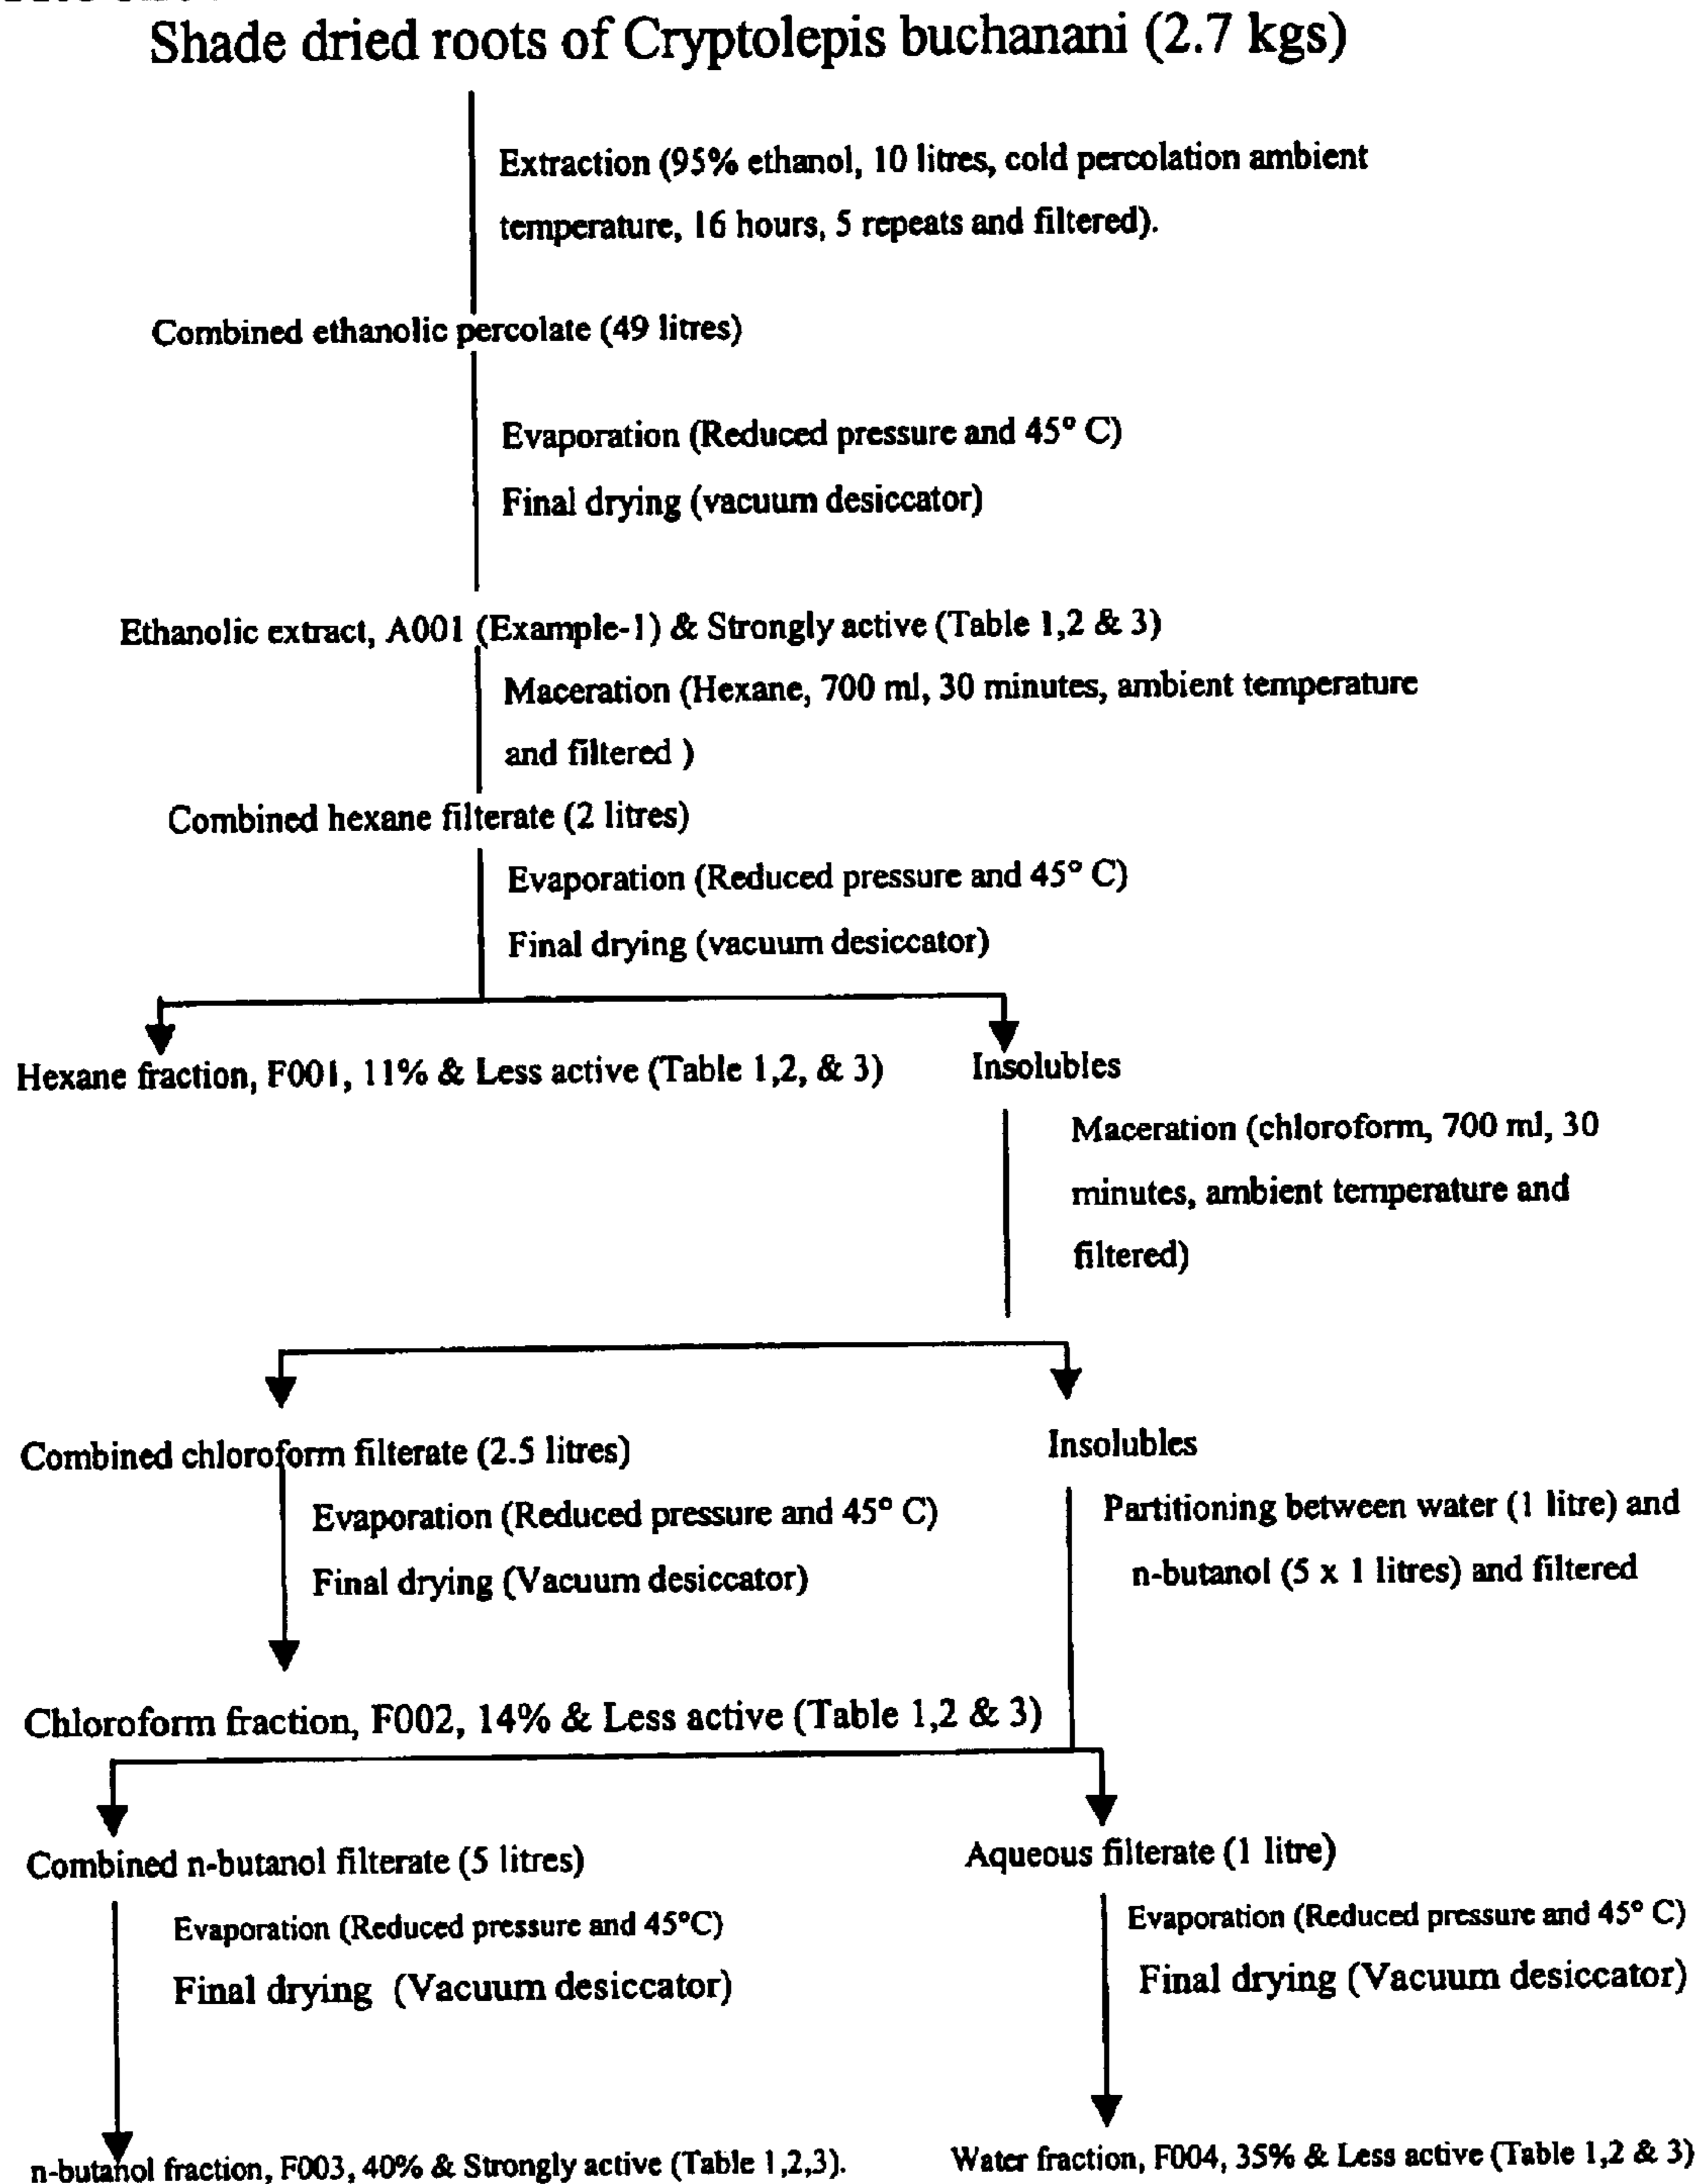 Shade dried roots of Cryptolepis buchanani (2.7 kgs)
Extraction (95% ethanol, 10 litres, cold percolation ambient
temperature, 16 hours, 5 repeats and filtered).
Combined ethanolic percolate (49 litres)
Evaporation (Reduced pressure and 45° C)
Final drying (vacuum desiccator)
Ethanolic extract, A001 (Example-1) & Strongly active (Table 1,2 & 3)
Maceration (Hexane, 700 ml, 30 minutes, ambient temperature
and filtered )
Combined hexane filterate (2 litres)
Evaporation (Reduced pressure and 45° C)
Final drying (vacuum desiccator)
Hexane fraction, F001, 11% & Less active (Table 1,2, & 3)
Insolubles
Maceration (chloroform, 700 ml, 30
minutes, ambient temperature and
filtered)
Combined chloroform filterate (2.5 litres)
Insolubles
Evaporation (Reduced pressure and 45° C)
Final drying (Vacuum desiccator)
Partitioning between water (1 litre) and
n-butanol (5 x 1 litres) and filtered
Chloroform fraction, F002, 14% & Less active (Table 1,2 & 3)
Combined n-butanol filterate (5 litres)
Aqueous filterate (1 litre)
Evaporation (Reduced pressure and 45°C)
Final drying (Vacuum desiccator)
Evaporation (Reduced pressure and 45° C)
Final drying (Vacuum desiccator)
n-butanol fraction, F003, 40% & Strongly active (Table 1,2,3).
Water fraction, F004, 35% & Less active (Table 1,2 & 3)